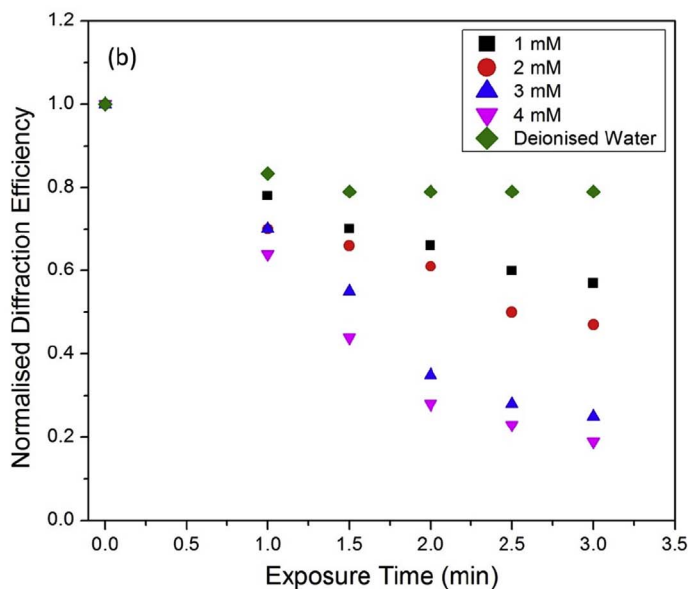 1.2
(b)
1 mM
2 mM
3 mM
4 mM
Deionised Water
1.0
0.8
0.6
0.4
0.2
0.0
Normalised Diffraction Efficiency
0.0 0.5 1.0 1.5 2.0 2.5 3.0 3.5
Exposure Time (min)